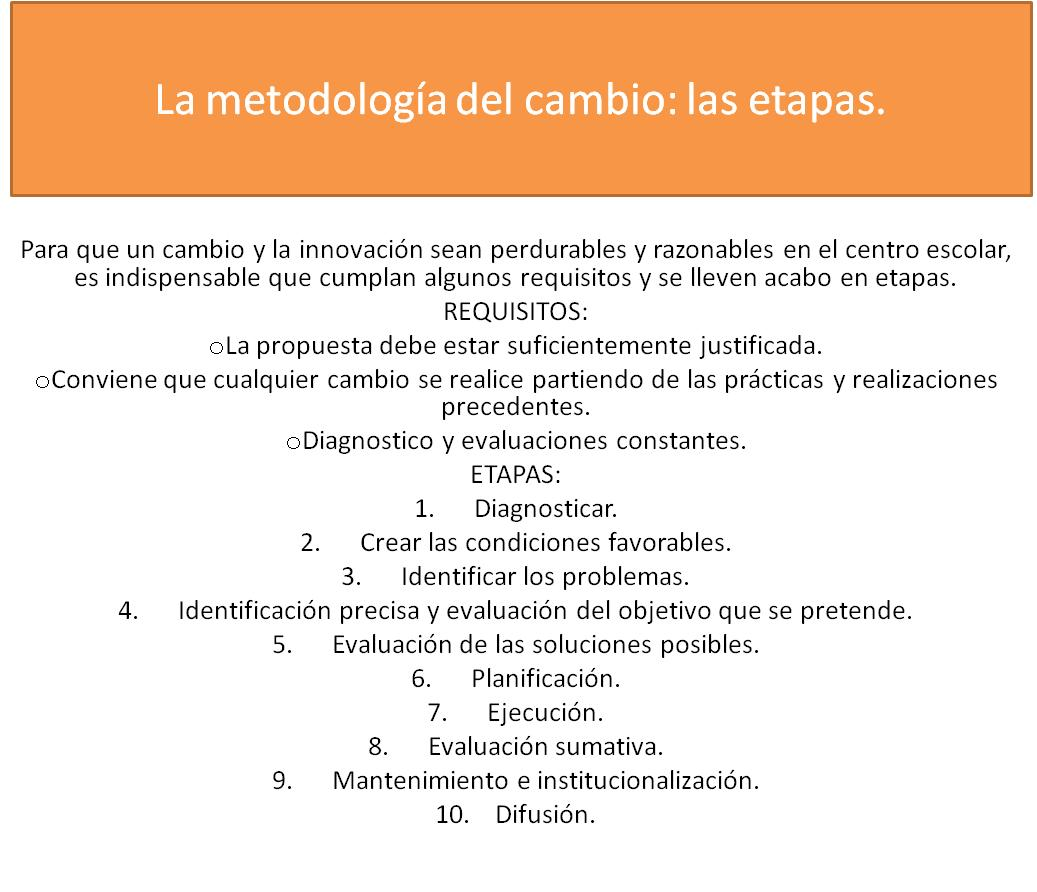 La metodología del cambio: las etapas.
Para que un cambio y la innovación sean perdurables y razonables en el centro escolar,
es indispensable que cumplan algunos requisitos y se lleven acabo en etapas.
REQUISITOS:
oLa propuesta debe estar suficientemente justificada.
oConviene que cualquier cambio se realice partiendo de las prácticas y realizaciones
precedentes.
oDiagnostico y evaluaciones constantes.
ETAPAS:
1. Diagnosticar.
2. Crear las condiciones favorables.
3. Identificar los problemas.
4. Identificación precisa y evaluación del objetivo que se pretende.
5. Evaluación de las soluciones posibles.
6. Planificación.
7. Ejecución.
8. Evaluación sumativa.
9. Mantenimiento e institucionalización.
10. Difusión.